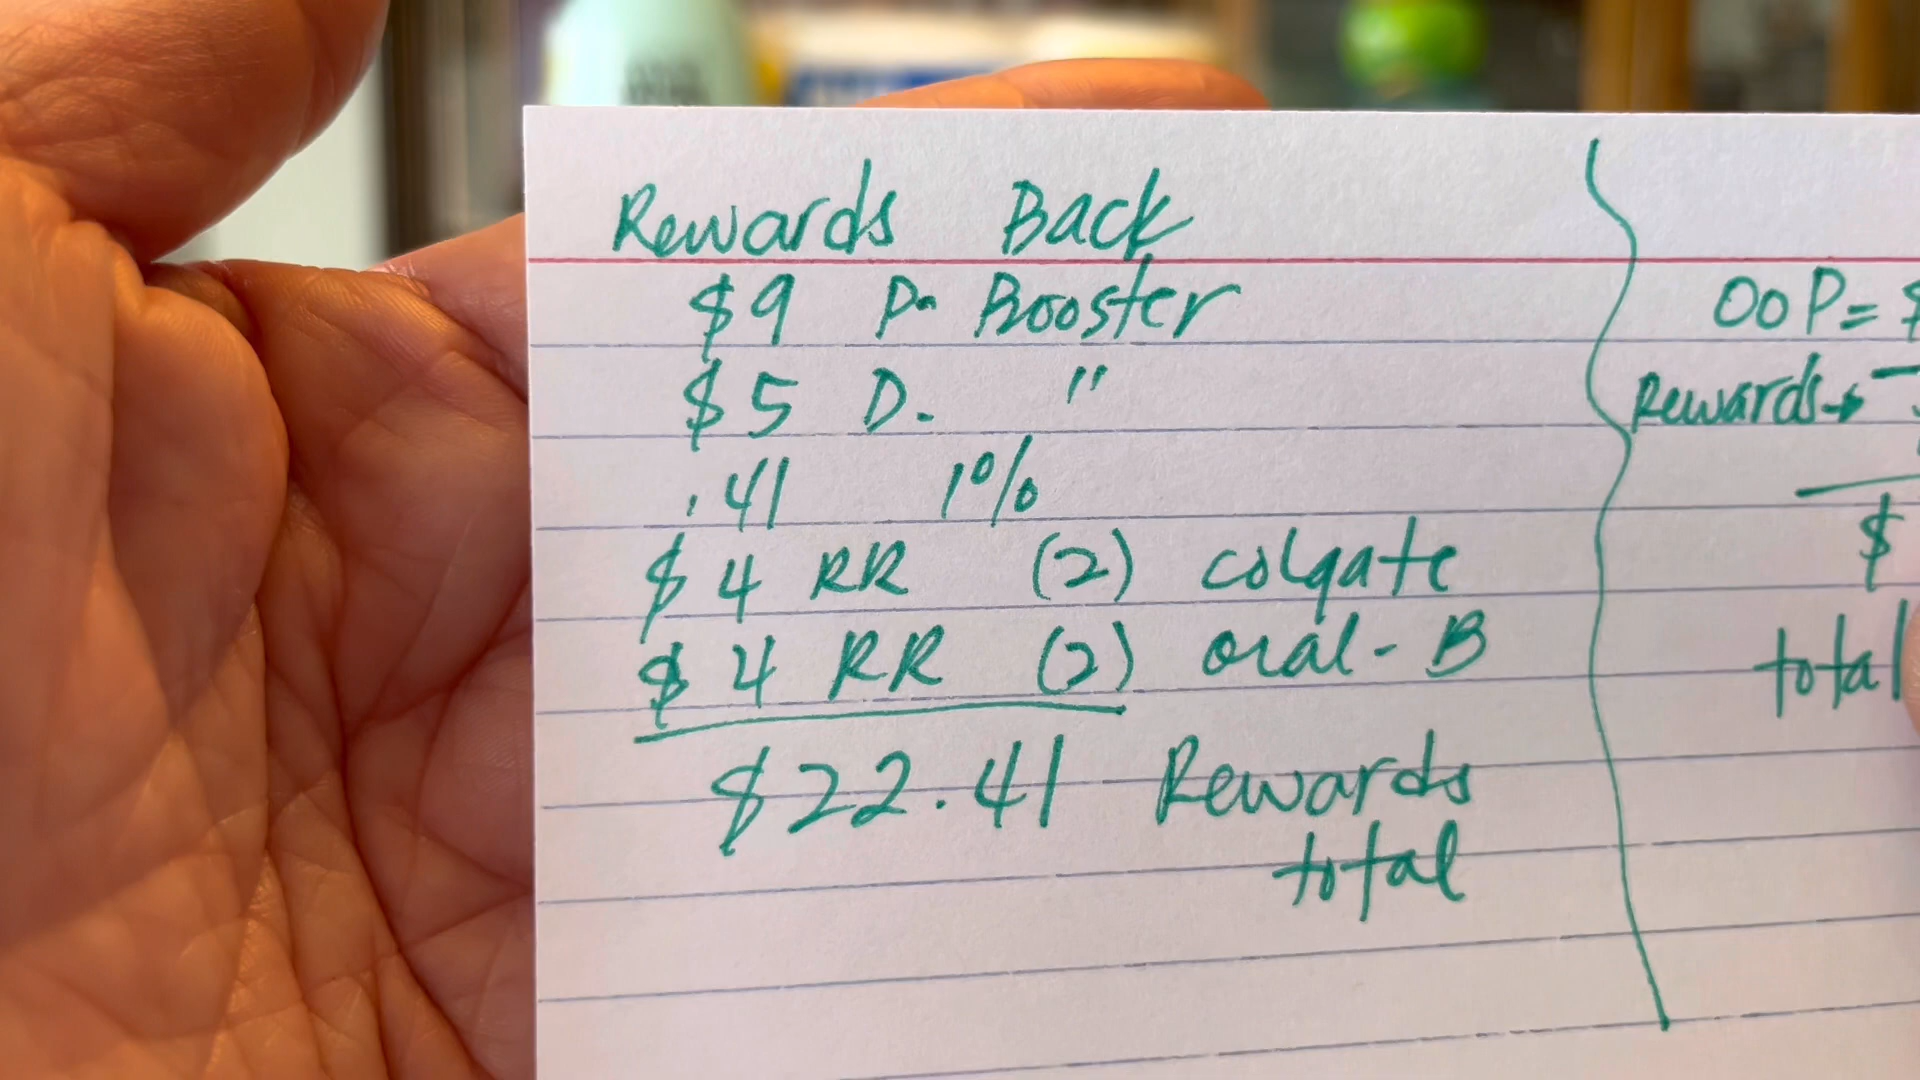 Rewards Back
$9 P. Booster
$5 D. "
.41 1%
$4 RR (2) colgate
$4 RR (2) oral-B
$22.41 Rewards
total
OOP= $
Rewards→
$
total